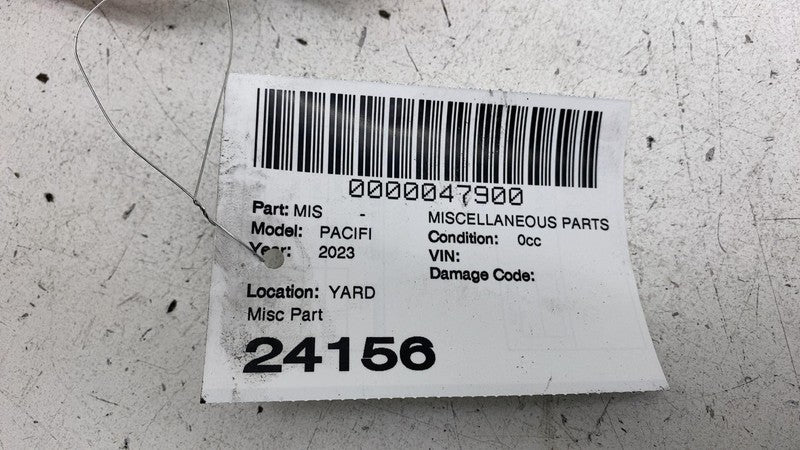 0000047900
Part: MIS - MISCELLANEOUS PARTS
Model: PACIFI Condition: 0cc
Year: 2023 VIN:
Damage Code:
Location: YARD
Misc Part
24156